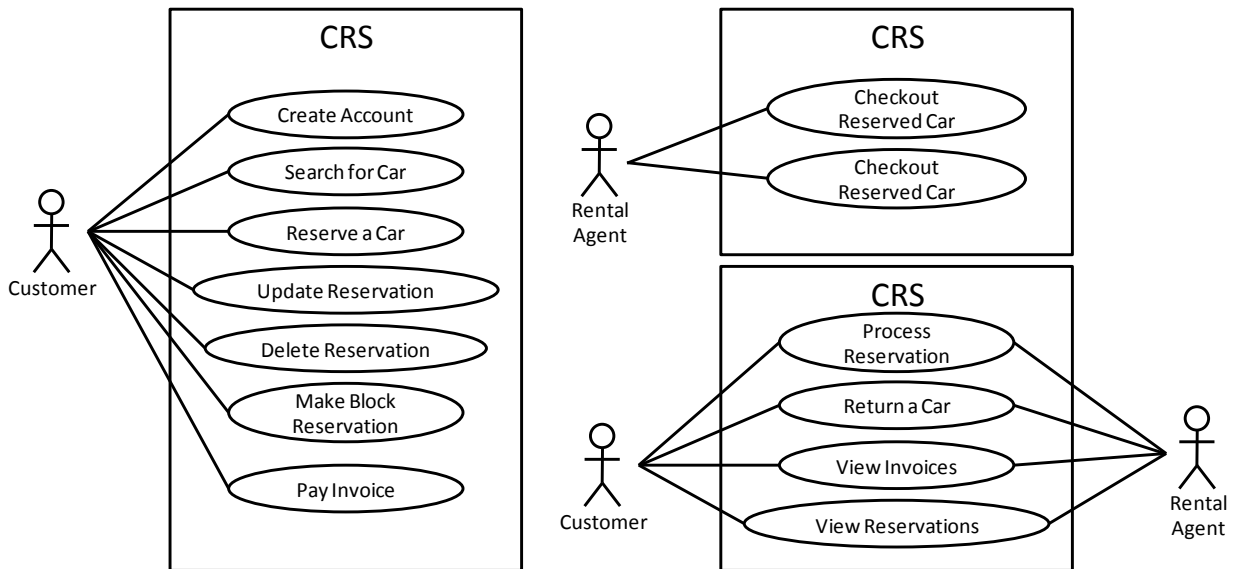 CRS
Create Account
Search for Car
Reserve a Car
Update Reservation
Delete Reservation
Make Block
Reservation
Pay Invoice
Customer
CRS
Checkout
Reserved Car
Checkout
Reserved Car
Rental
Agent
CRS
Process
Reservation
Return a Car
View Invoices
View Reservations
Customer
Rental
Agent